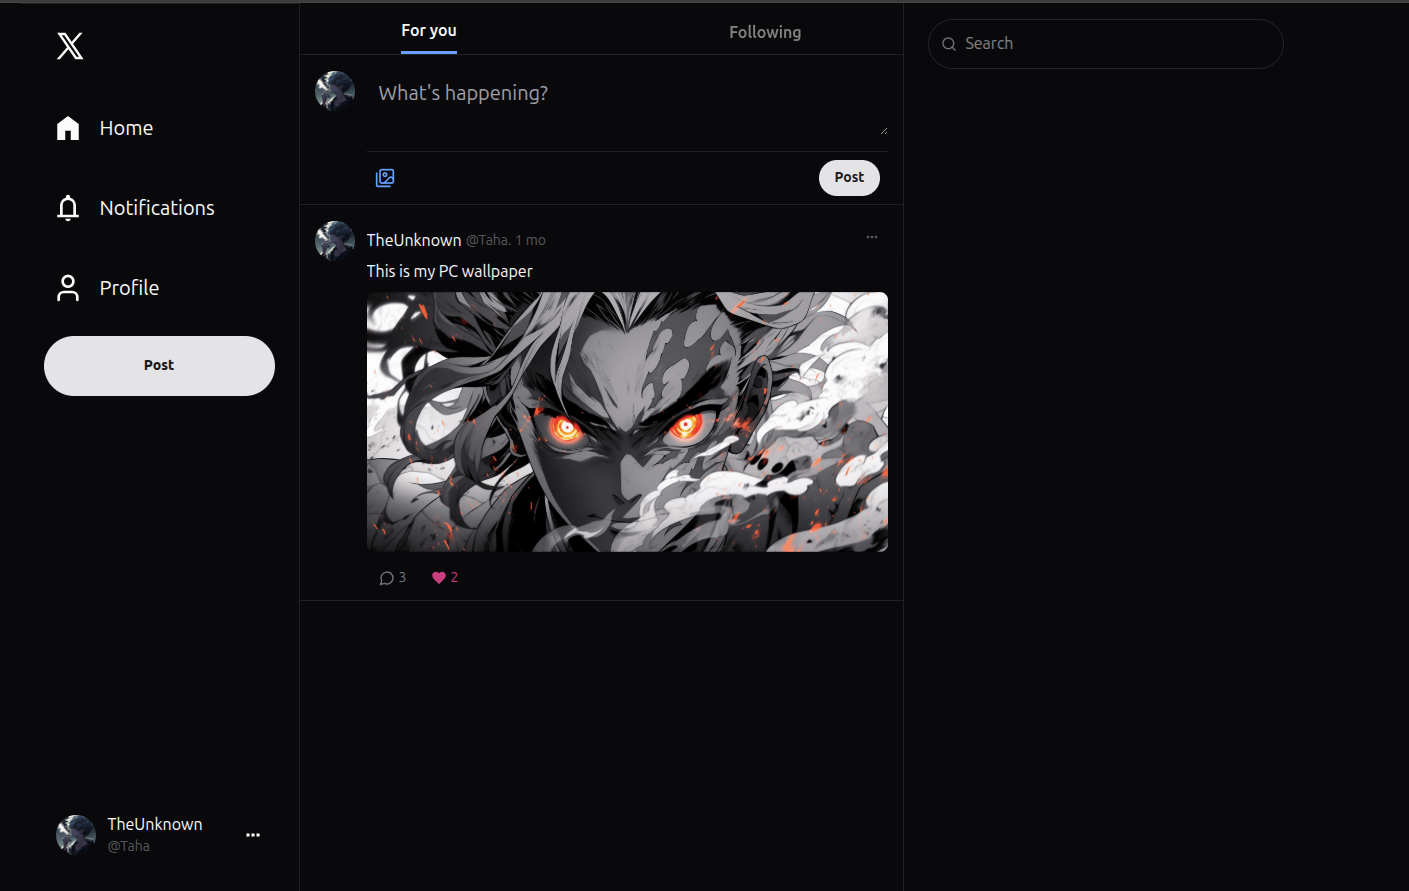 Home
Notifications
Profile
Post
TheUnknown
@Taha
For you
Following
What's happening?
Post
TheUnknown @Taha. 1 mo
This is my PC wallpaper
3 2
Search